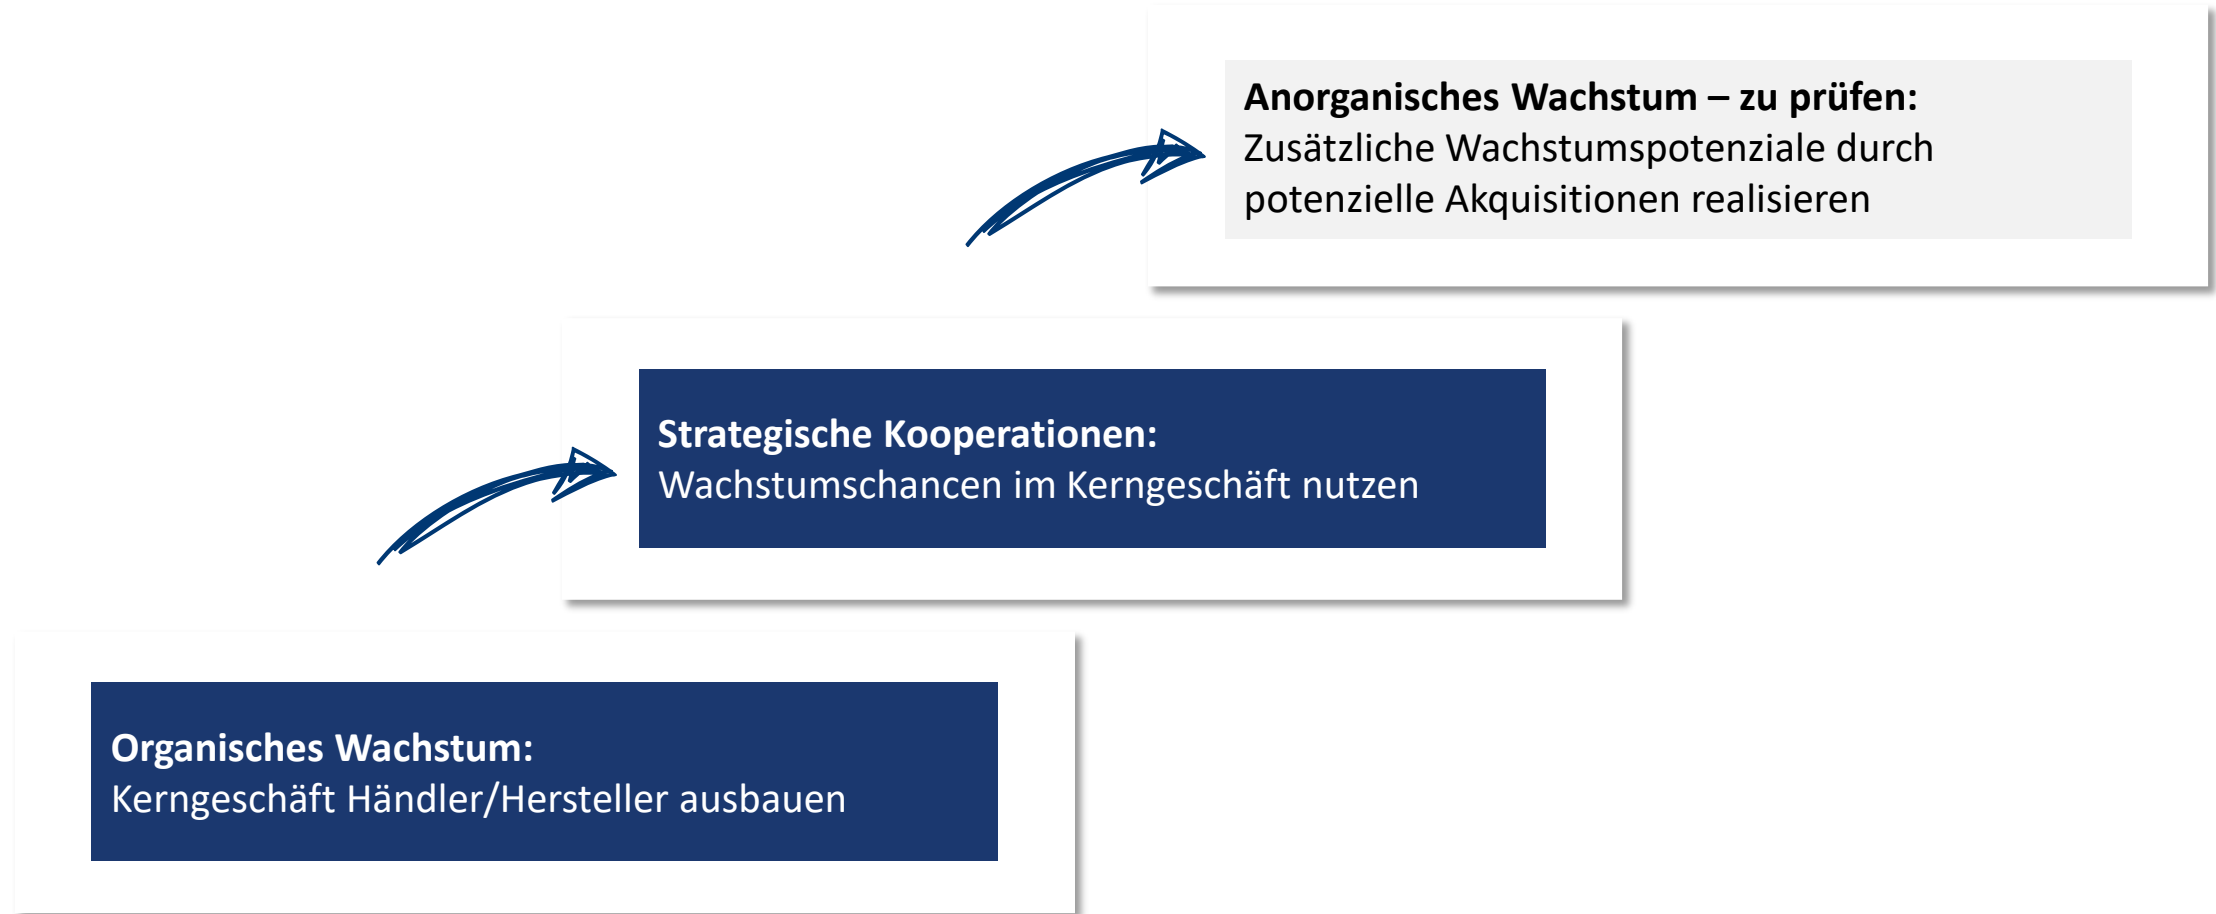 Anorganisches Wachstum – zu prüfen:
Zusätzliche Wachstumspotenziale durch
potenzielle Akquisitionen realisieren
Strategische Kooperationen:
Wachstumschancen im Kerngeschäft nutzen
Organisches Wachstum:
Kerngeschäft Händler/Hersteller ausbauen